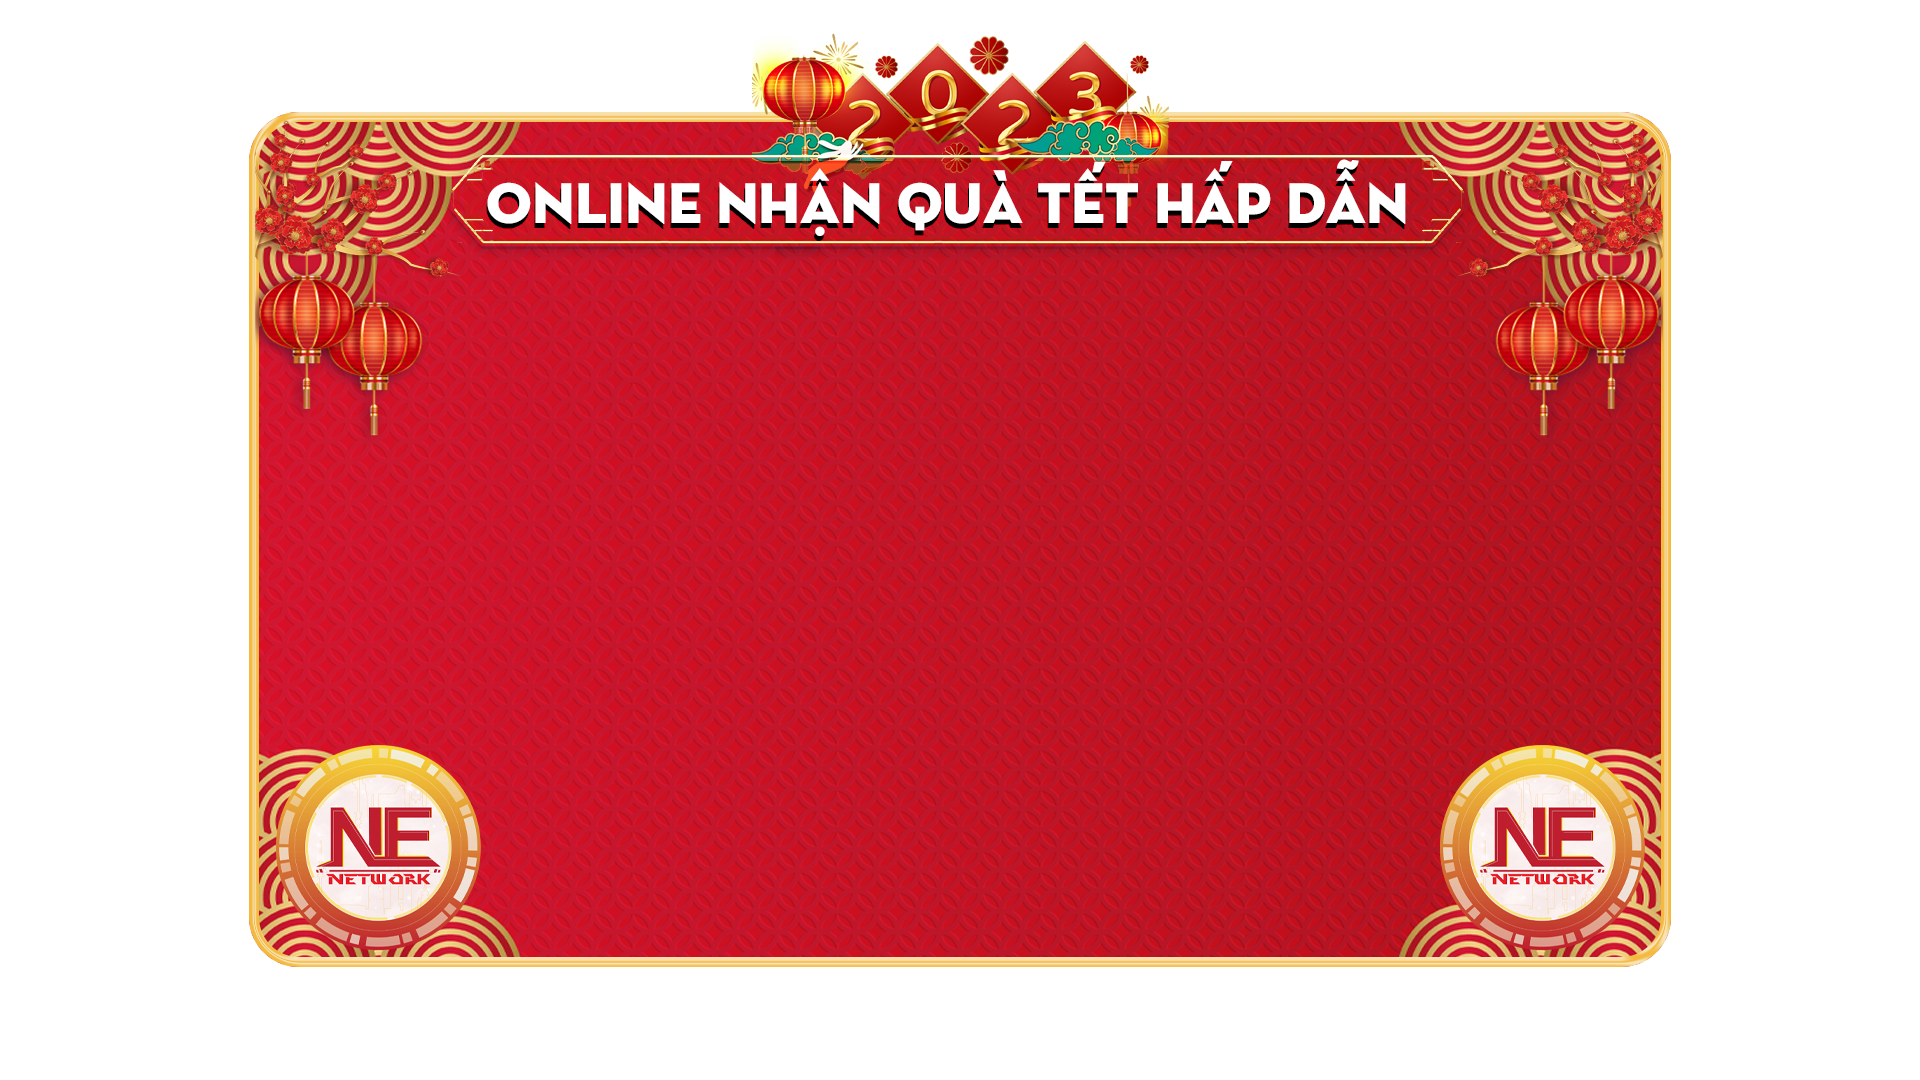 2023
ONLINE NHẬN QUÀ TẾT HẤP DẪN
NE
"NETWORK"
NE
"NETWORK"